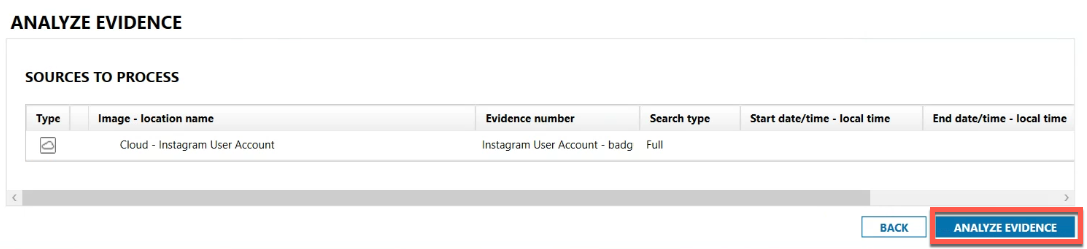 ANALYZE EVIDENCE
SOURCES TO PROCESS
Type Image - location name Evidence number Search type Start date/time - local time End date/time - local time
Cloud - Instagram User Account Instagram User Account - badg Full
BACK ANALYZE EVIDENCE